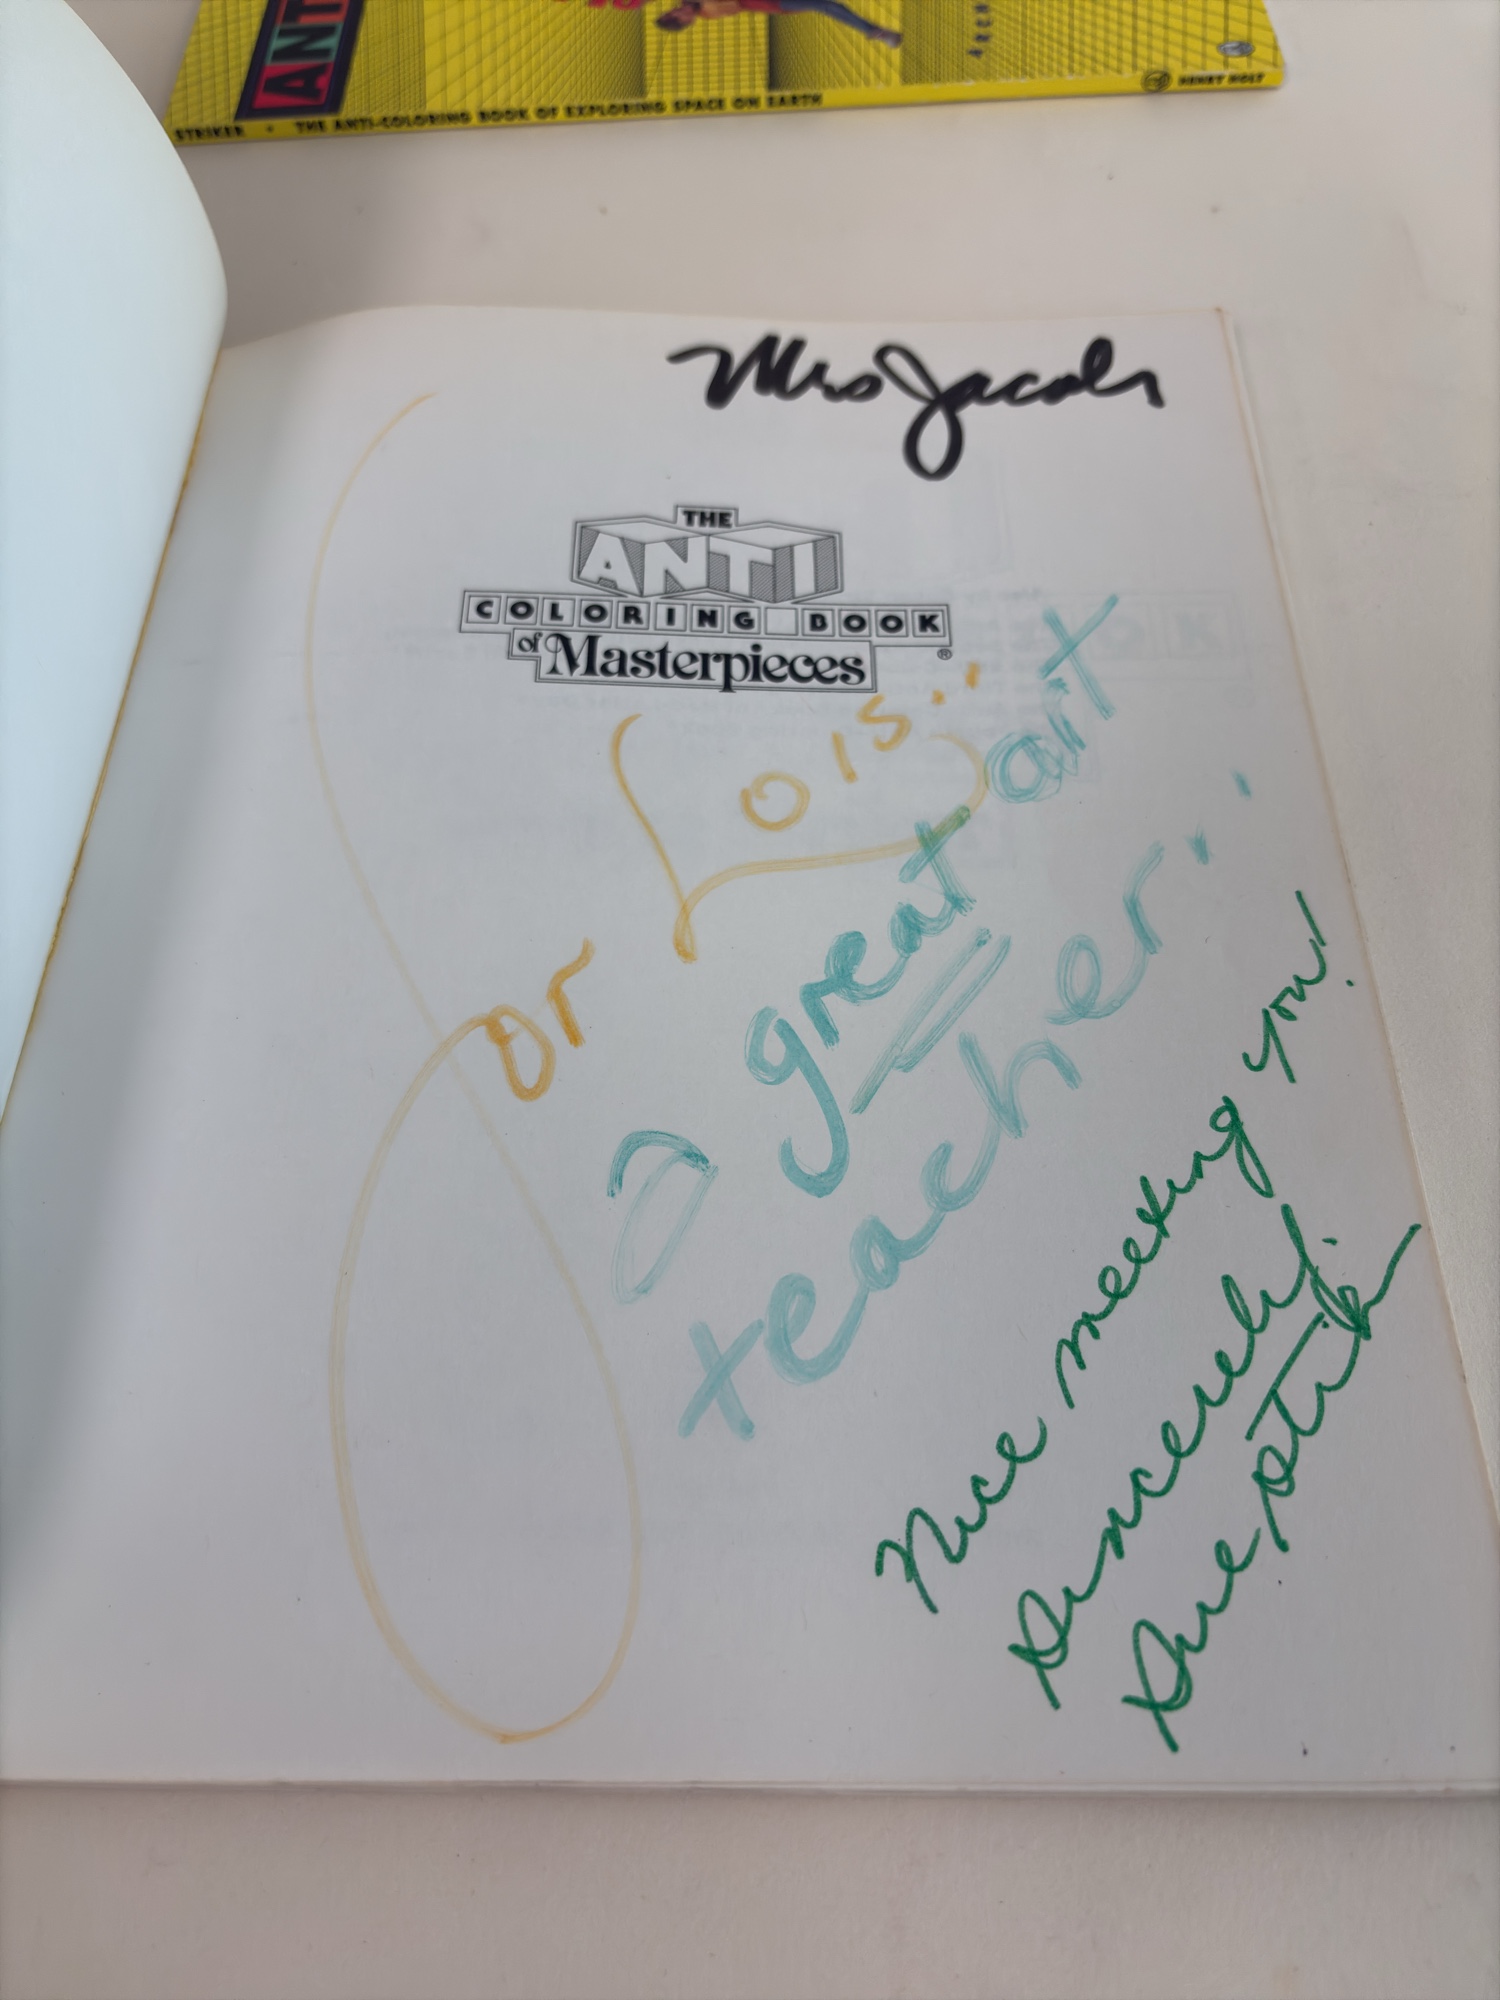 ANTI
STRIKER • THE ANTI-COLORING BOOK OF EXPLORING SPACE ON EARTH
HENRY HOLT
Mrs Jacobs
THE
ANTI
COLORING BOOK
of Masterpieces
®
For Lois..
a great art
teacher..
Nice meeting you!
Sincerely,
Sue Striker